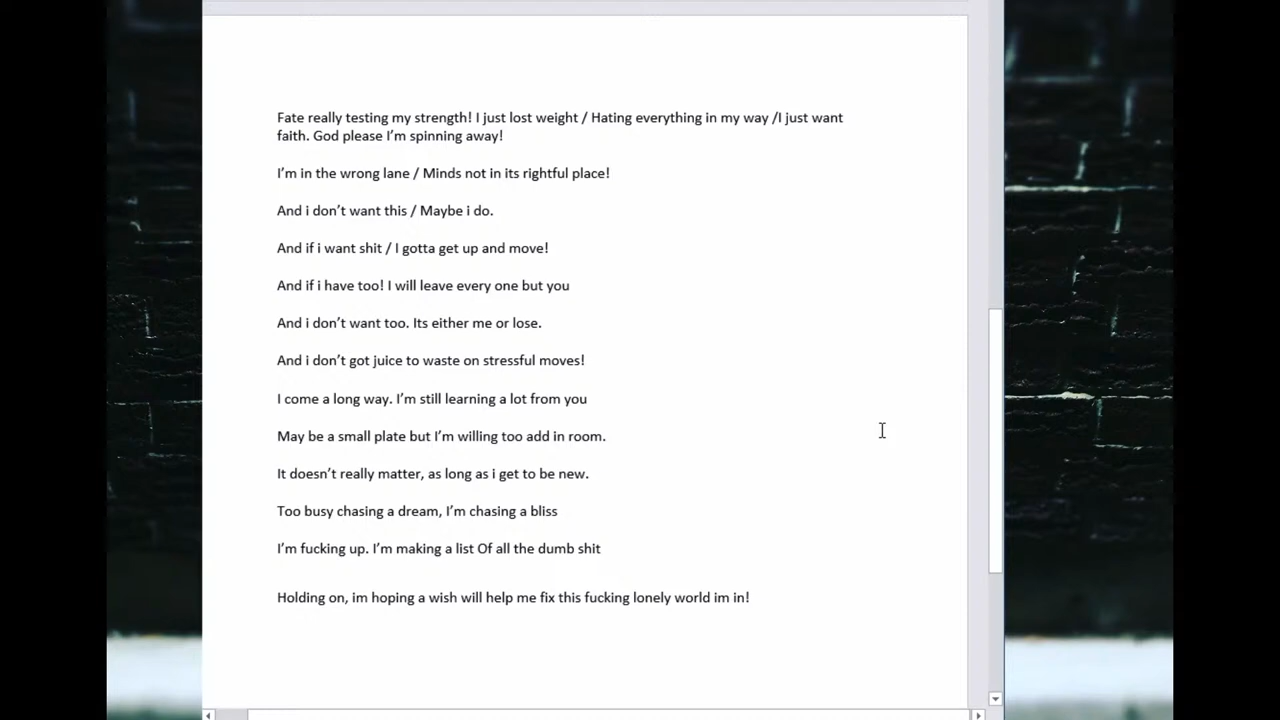 Fate really testing my strength! I just lost weight / Hating everything in my way /I just want
faith. God please I’m spinning away!
I’m in the wrong lane / Minds not in its rightful place!
And i don’t want this / Maybe i do.
And if i want shit / I gotta get up and move!
And if i have too! I will leave every one but you
And i don’t want too. Its either me or lose.
And i don’t got juice to waste on stressful moves!
I come a long way. I’m still learning a lot from you
May be a small plate but I’m willing too add in room.
It doesn’t really matter, as long as i get to be new.
Too busy chasing a dream, I’m chasing a bliss
I’m fucking up. I’m making a list Of all the dumb shit
Holding on, im hoping a wish will help me fix this fucking lonely world im in!